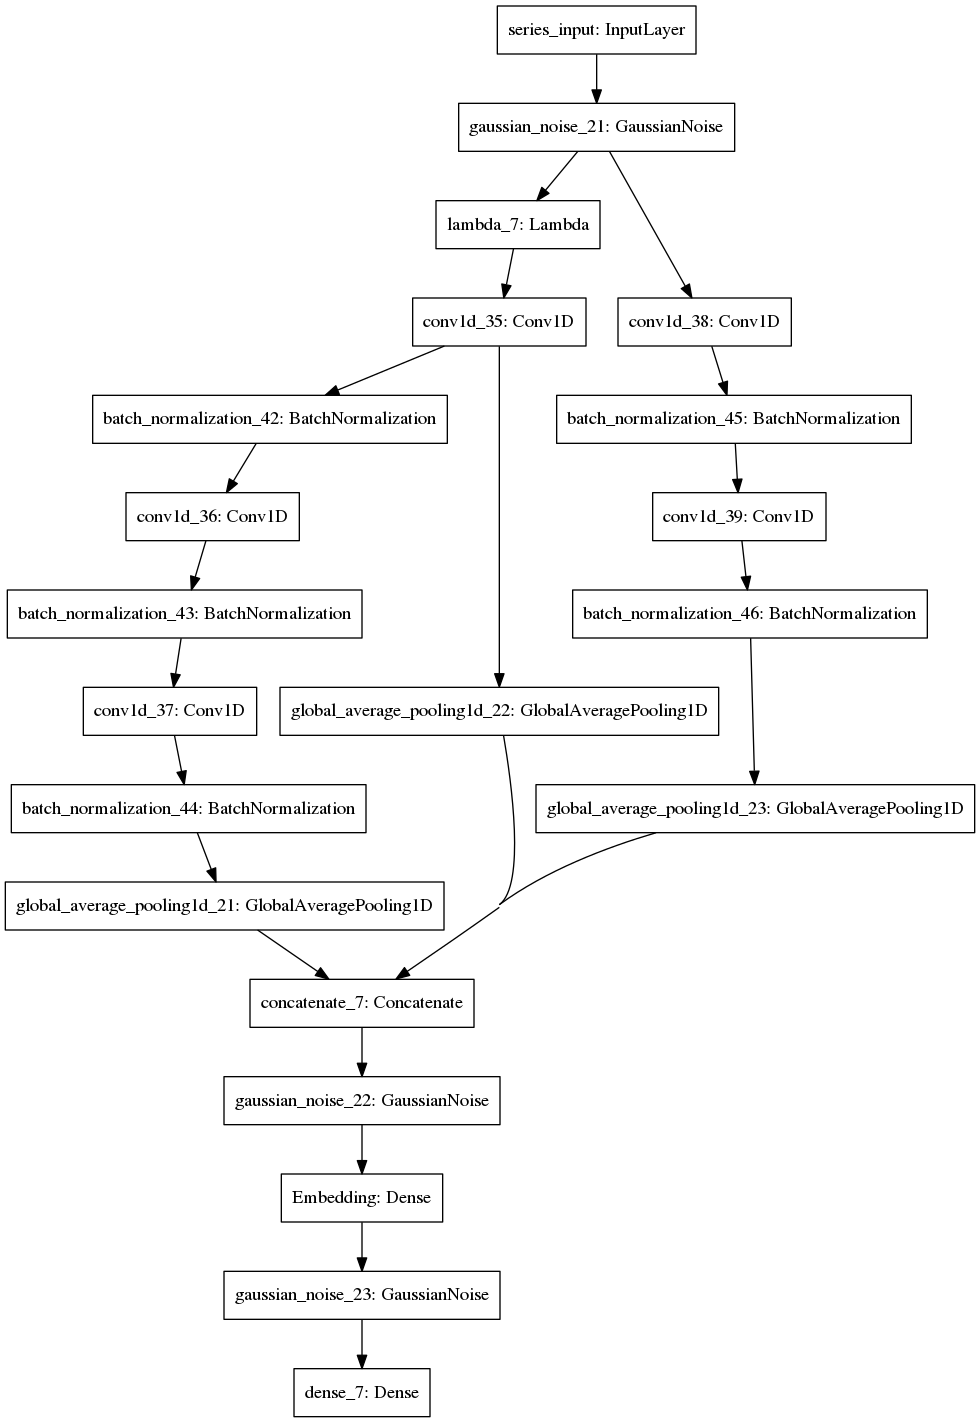 series_input: InputLayer
gaussian_noise_21: GaussianNoise
lambda_7: Lambda
conv1d_35: Conv1D
conv1d_38: Conv1D
batch_normalization_42: BatchNormalization
batch_normalization_45: BatchNormalization
conv1d_36: Conv1D
conv1d_39: Conv1D
batch_normalization_43: BatchNormalization
batch_normalization_46: BatchNormalization
conv1d_37: Conv1D
global_average_pooling1d_22: GlobalAveragePooling1D
batch_normalization_44: BatchNormalization
global_average_pooling1d_23: GlobalAveragePooling1D
global_average_pooling1d_21: GlobalAveragePooling1D
concatenate_7: Concatenate
gaussian_noise_22: GaussianNoise
Embedding: Dense
gaussian_noise_23: GaussianNoise
dense_7: Dense